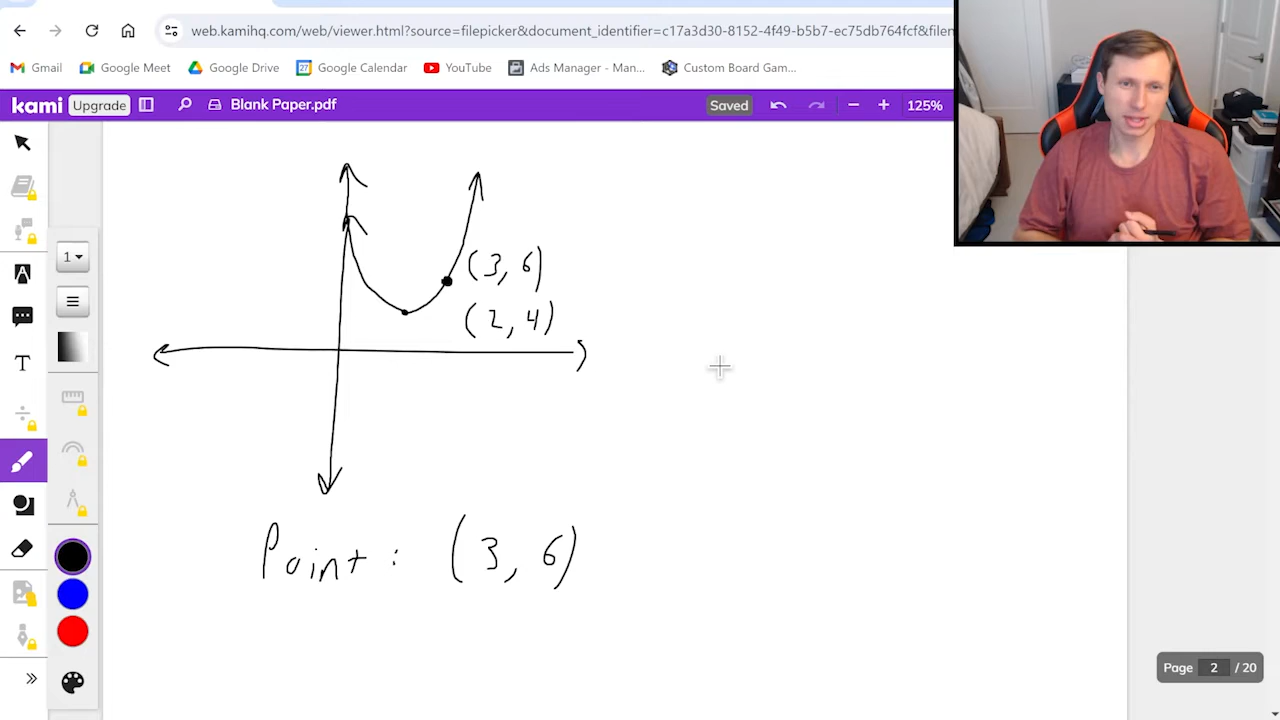 web.kamihq.com/web/viewer.html?source=filepicker&document_identifier=c17a3d30-8152-4f49-b5b7-ec75db764fcf&filen
Gmail Google Meet Google Drive 27 Google Calendar YouTube Ads Manager - Man... Custom Board Gam...
kami Upgrade Blank Paper.pdf Saved 125%
A
T
1
(3, 6)
(2, 4)
Point: (3, 6)
Page 2 / 20